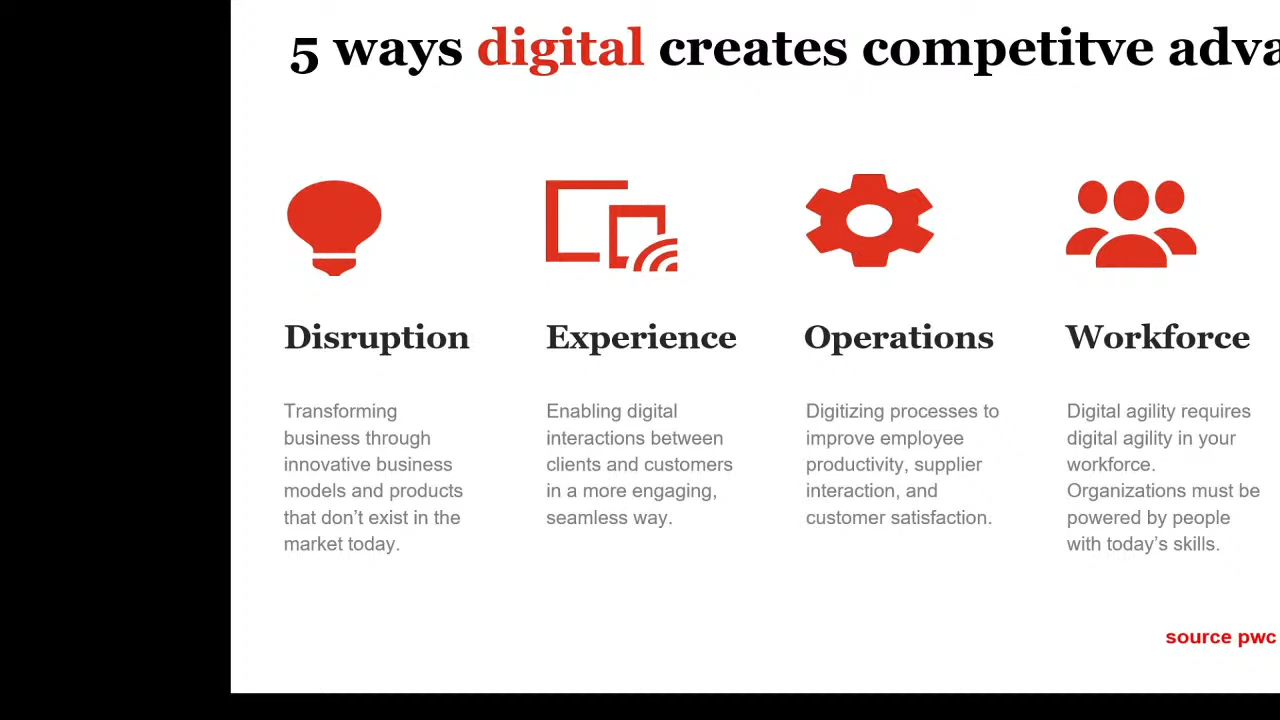 5 ways digital creates competitve adva
Disruption
Transforming
business through
innovative business
models and products
that don’t exist in the
market today.
Experience
Enabling digital
interactions between
clients and customers
in a more engaging,
seamless way.
Operations
Digitizing processes to
improve employee
productivity, supplier
interaction, and
customer satisfaction.
Workforce
Digital agility requires
digital agility in your
workforce.
Organizations must be
powered by people
with today’s skills.
source pwc